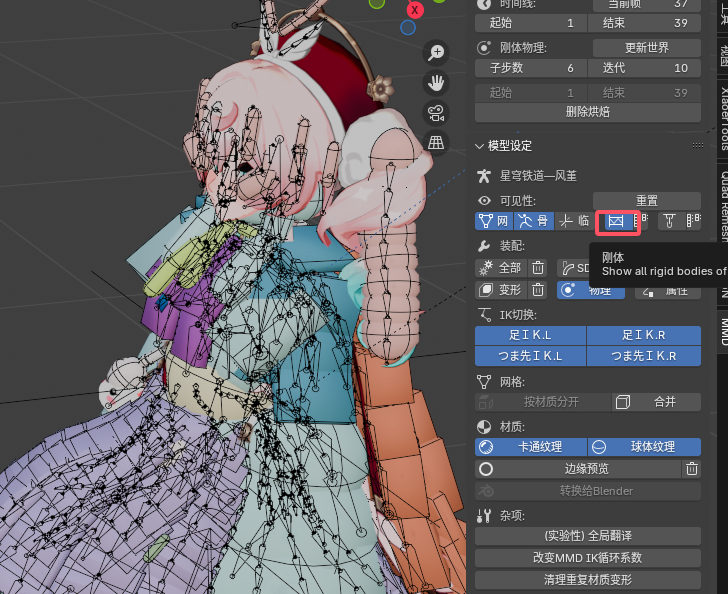 时间线: 当前帧 37
起始 1 结束 39
刚体物理: 更新世界
子步数 6 迭代 10
起始 1 结束 39
删除烘焙
模型设定
星穹铁道—风堇
可见性: 重置
网 骨 临
装配:
刚体
Show all rigid bodies of
全部 SD
变形 物理 属性
IK切换:
足ＩＫ.L 足ＩＫ.R
つま先ＩＫ.L つま先ＩＫ.R
网格:
按材质分开 合并
材质:
卡通纹理 球体纹理
边缘预览
转换给Blender
杂项:
(实验性) 全局翻译
改变MMD IK循环系数
清理重复材质变形
X
工具
视图
XiaoerTools
Quad Remesh
MMD